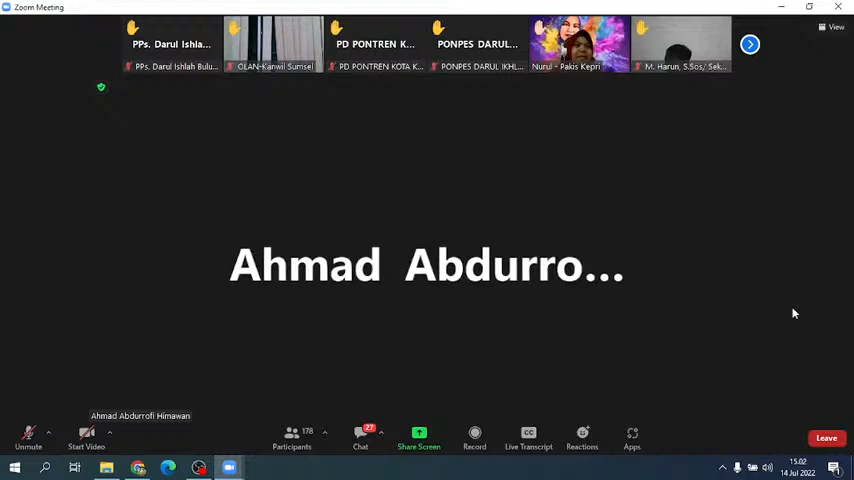 Zoom Meeting
View
PPs. Darul Ishla...
PD PONTREN K...
PONPES DARUL...
PPs. Darul Ishlah Bulu...
OLAN-Kanwil Sumsel
PD PONTREN KOTA K...
PONPES DARUL IKHL...
Nurul - Pakis Kepri
M. Harun, S.Sos/ Sek...
Ahmad Abdurro...
Ahmad Abdurrofi Himawan
178
27
CC
Unmute
Start Video
Participants
Chat
Share Screen
Record
Live Transcript
Reactions
Apps
Leave
15.02
14 Jul 2022
1